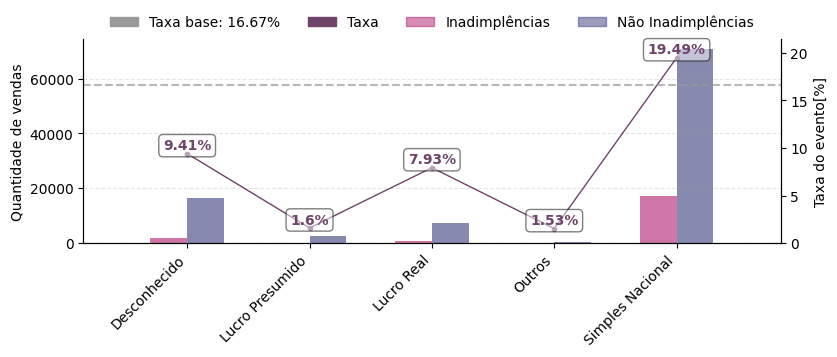 Taxa base: 16.67% Taxa Inadimplências Não Inadimplências
Quantidade de vendas
60000
40000
20000
0
9.41%
1.6%
7.93%
1.53%
19.49%
20
15
10
5
0
Taxa do evento[%]
Desconhecido
Lucro Presumido
Lucro Real
Outros
Simples Nacional